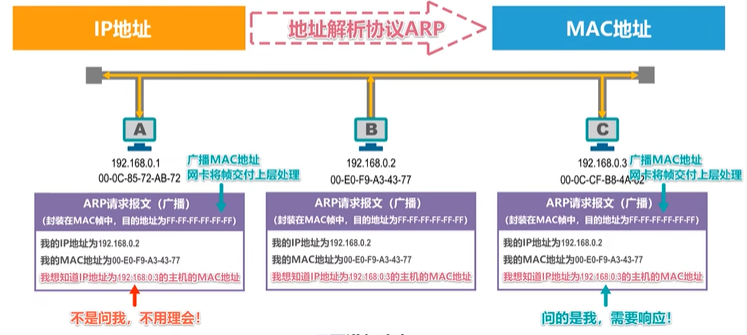 IP地址
地址解析协议ARP
MAC地址
A
B
C
192.168.0.1
00-0C-85-72-AB-72
广播MAC地址
网卡将帧交付上层处理
192.168.0.2
00-E0-F9-A3-43-77
192.168.0.3
广播MAC地址
网卡将帧交付上层处理
ARP请求报文（广播）
(封装在MAC帧中，目的地址为FF-FF-FF-FF-FF-FF)
我的IP地址为192.168.0.2
我的MAC地址为00-E0-F9-A3-43-77
我想知道IP地址为192.168.0.3的主机的MAC地址
ARP请求报文（广播）
(封装在MAC帧中，目的地址为FF-FF-FF-FF-FF-FF)
我的IP地址为192.168.0.2
我的MAC地址为00-E0-F9-A3-43-77
我想知道IP地址为192.168.0.3的主机的MAC地址
ARP请求报文（广播）
(封装在MAC帧中，目的地址为FF-FF-FF-FF-FF-FF)
我的IP地址为192.168.0.2
我的MAC地址为00-E0-F9-A3-43-77
我想知道IP地址为192.168.0.3的主机的MAC地址
不是问我，不用理会！
问的是我，需要响应！